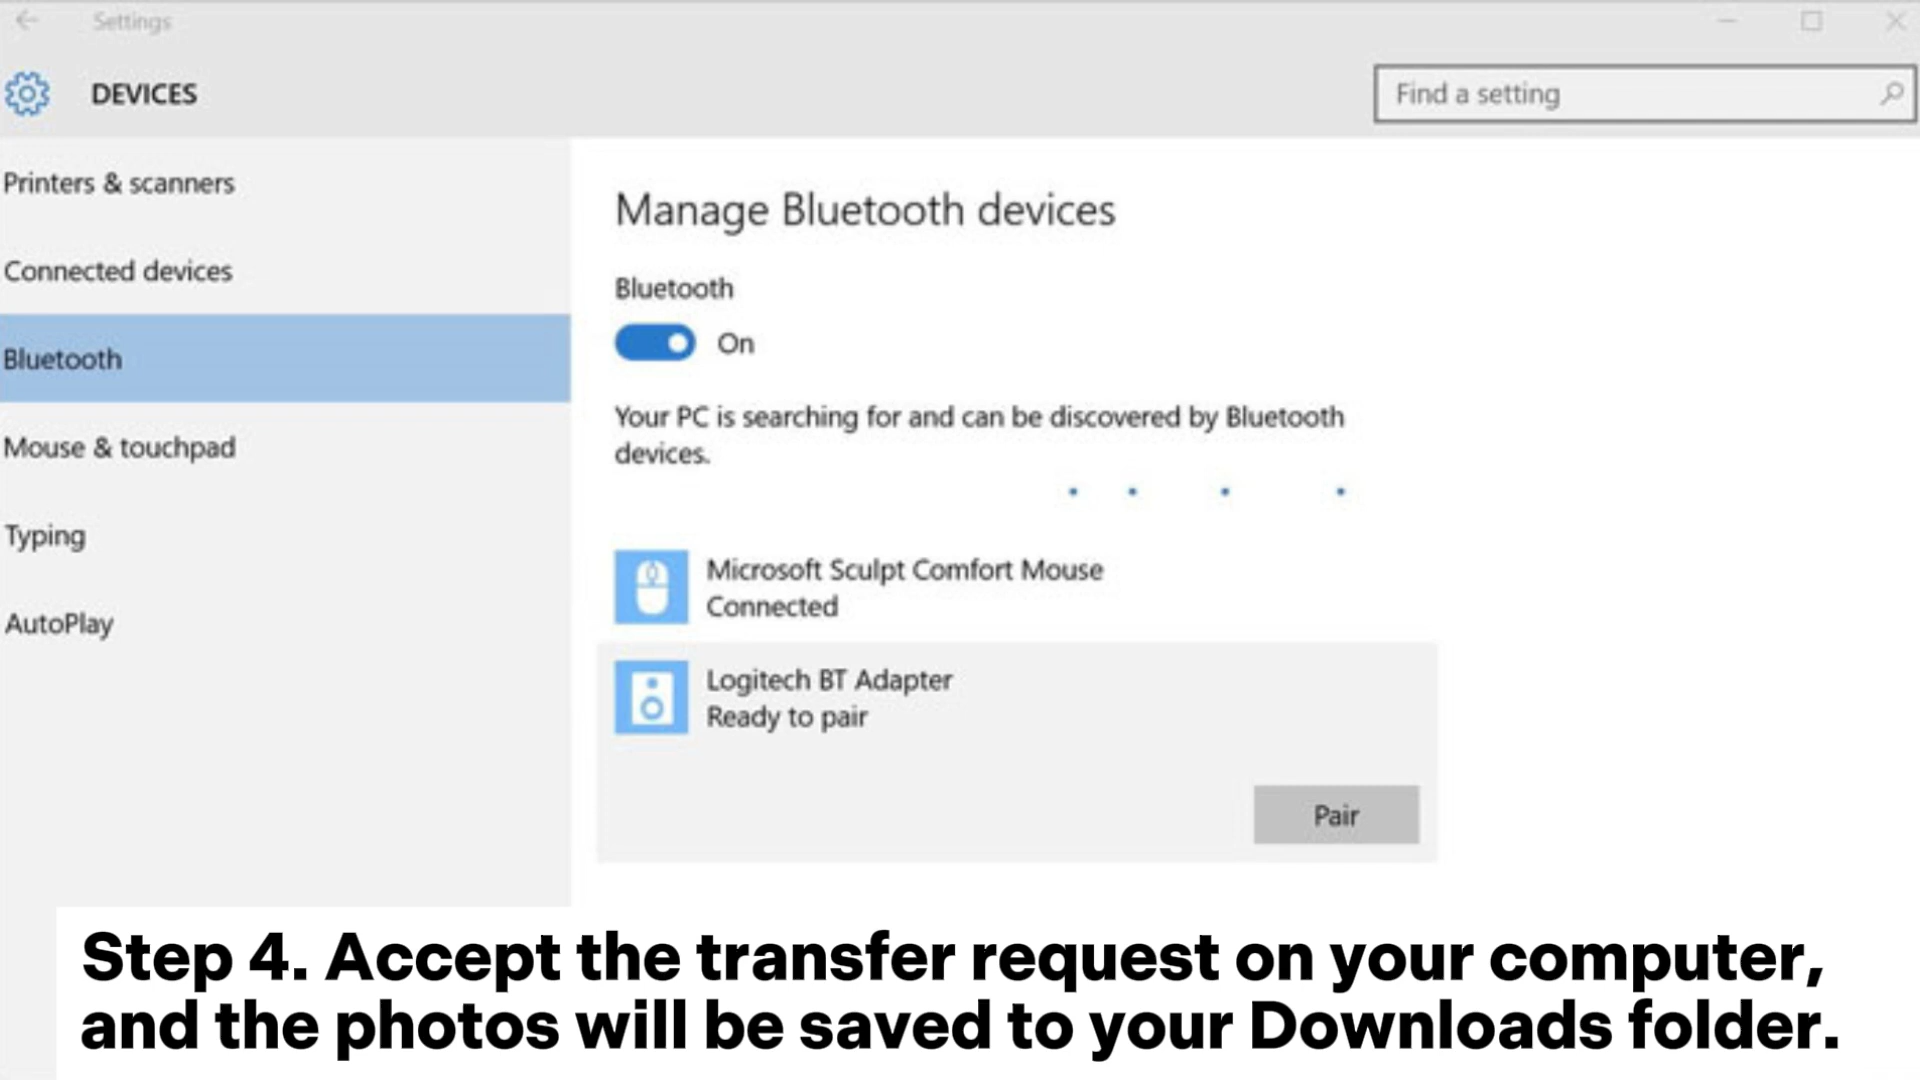 Settings
DEVICES
Find a setting
Printers & scanners
Connected devices
Bluetooth
Mouse & touchpad
Typing
AutoPlay
Manage Bluetooth devices
Bluetooth
On
Your PC is searching for and can be discovered by Bluetooth
devices.
Microsoft Sculpt Comfort Mouse
Connected
Logitech BT Adapter
Ready to pair
Pair
Step 4. Accept the transfer request on your computer,
and the photos will be saved to your Downloads folder.